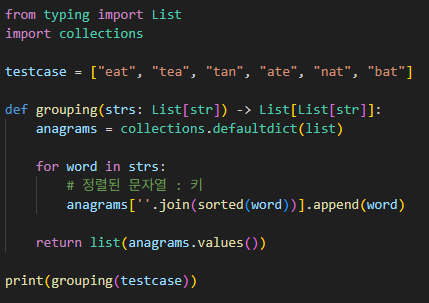 from typing import List
import collections

testcase = ["eat", "tea", "tan", "ate", "nat", "bat"]

def grouping(strs: List[str]) -> List[List[str]]:
    anagrams = collections.defaultdict(list)

    for word in strs:
        # 정렬된 문자열 : 키
        anagrams[''.join(sorted(word))].append(word)

    return list(anagrams.values())

print(grouping(testcase))